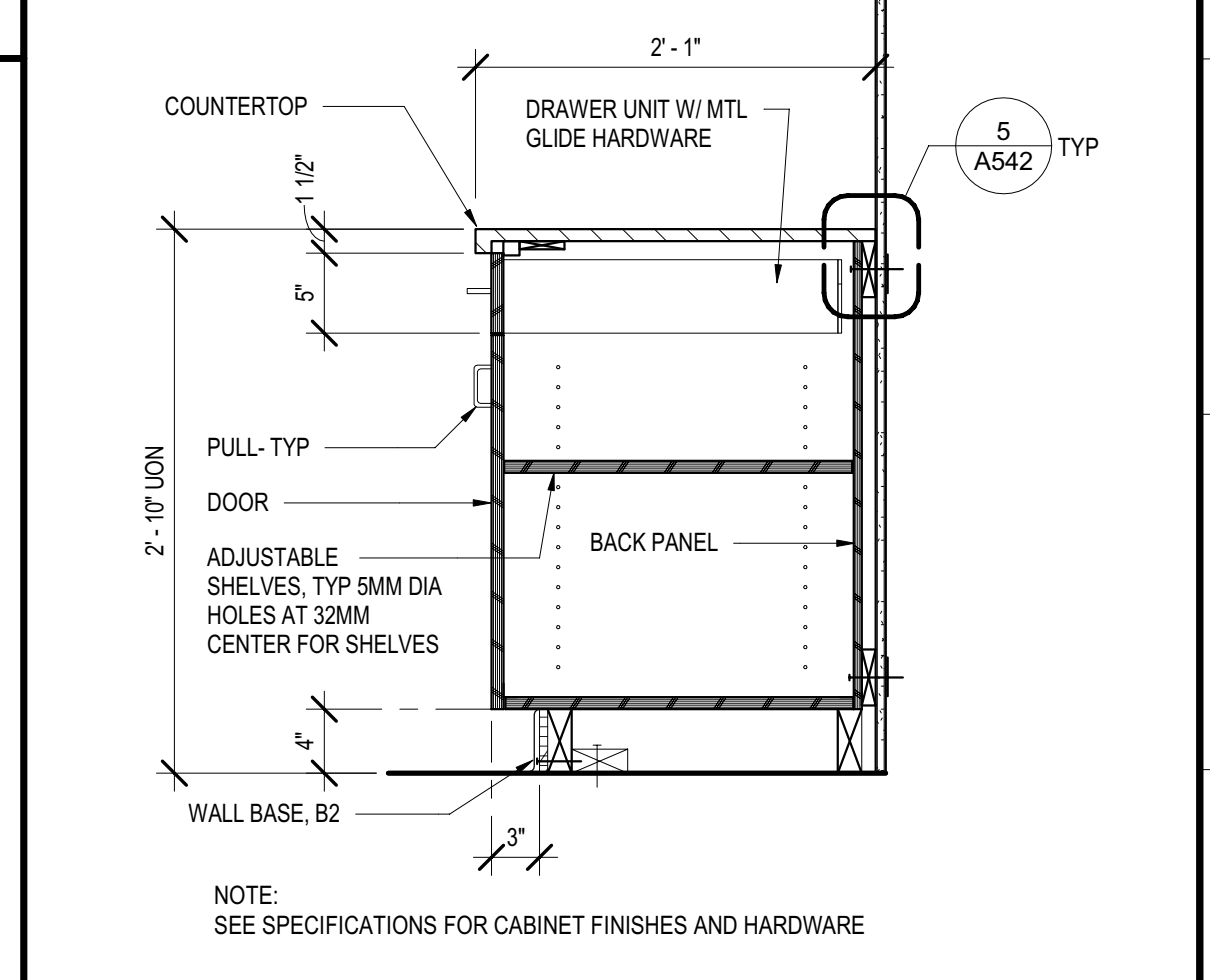 2' - 1"
COUNTERTOP
DRAWER UNIT W/ MTL
GLIDE HARDWARE
5
A542
TYP
1 1/2"
5"
2' - 10" UON
PULL- TYP
DOOR
ADJUSTABLE
SHELVES, TYP 5MM DIA
HOLES AT 32MM
CENTER FOR SHELVES
BACK PANEL
4"
WALL BASE, B2
3"
NOTE:
SEE SPECIFICATIONS FOR CABINET FINISHES AND HARDWARE